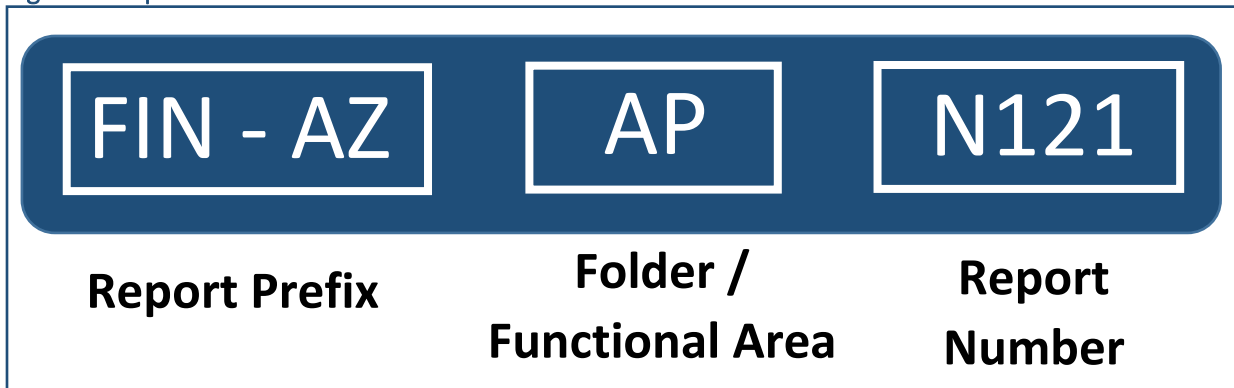 FIN - AZ
AP
N121
Report Prefix
Folder /
Functional Area
Report
Number